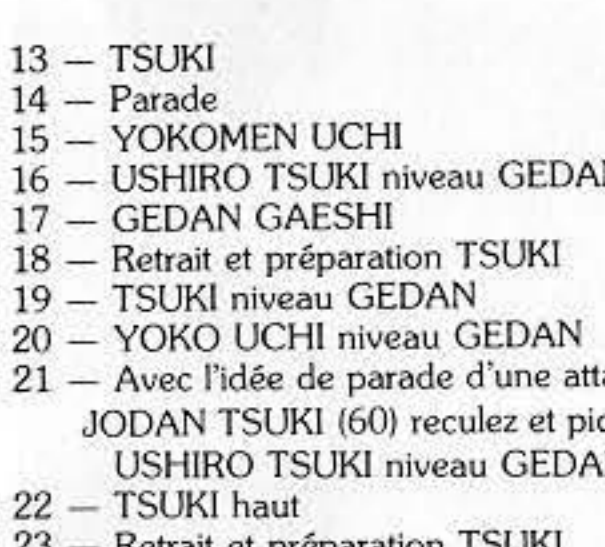 13 — TSUKI
14 — Parade
15 — YOKOMEN UCHI
16 — USHIRO TSUKI niveau GEDAN
17 — GEDAN GAESHI
18 — Retrait et préparation TSUKI
19 — TSUKI niveau GEDAN
20 — YOKO UCHI niveau GEDAN
21 — Avec l'idée de parade d'une
JODAN TSUKI (60) reculez et
USHIRO TSUKI niveau
22 — TSUKI haut
23 — Retrait et préparation TSUKI